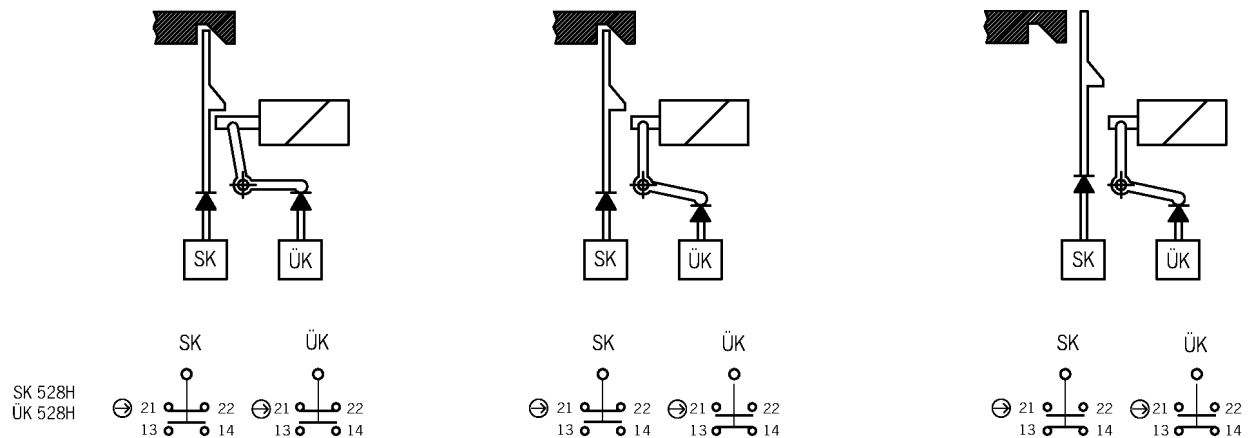 SK ÜK SK ÜK SK ÜK
SK ÜK SK ÜK SK ÜK
SK 528H
ÜK 528H
21 22 21 22 21 22 21 22 21 22 21 22
13 14 13 14 13 14 13 14 13 14 13 14